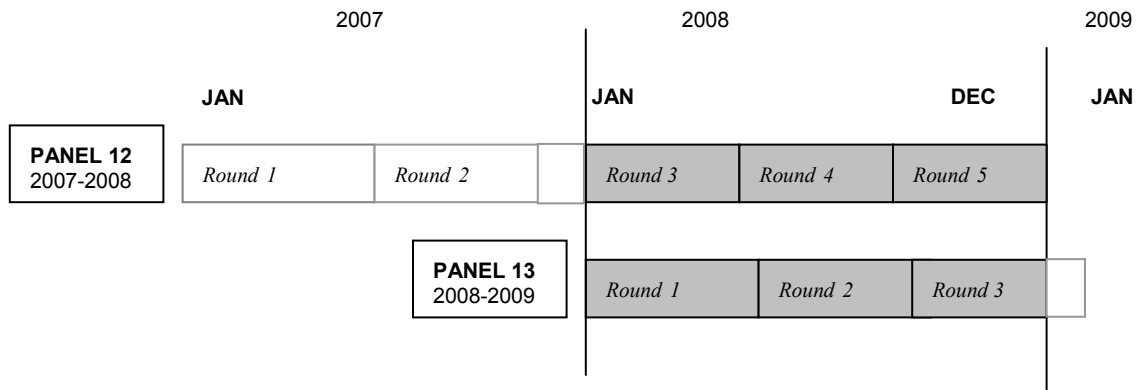 2007 2008 2009
JAN JAN DEC JAN
PANEL 12
2007-2008
Round 1 Round 2 Round 3 Round 4 Round 5
PANEL 13
2008-2009
Round 1 Round 2 Round 3